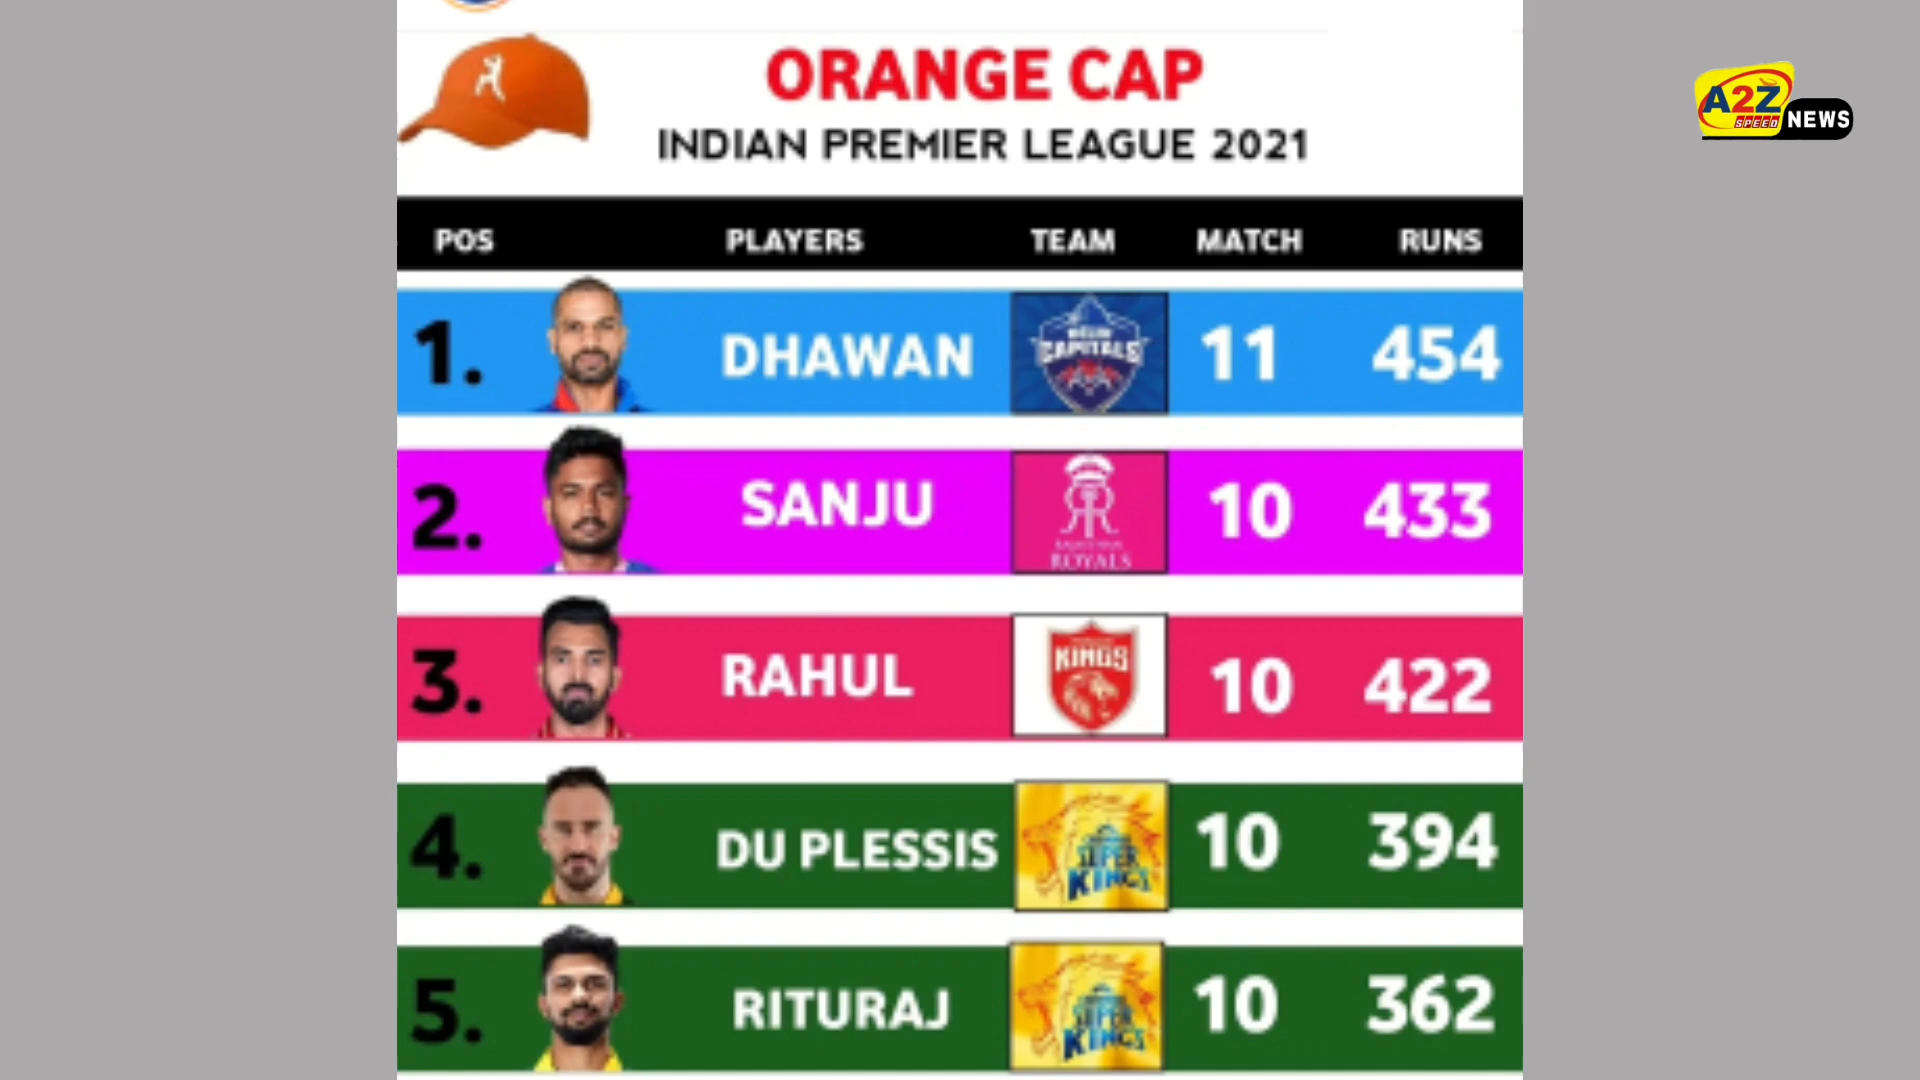 ORANGE CAP
INDIAN PREMIER LEAGUE 2021
A2Z
SPEED
NEWS
POS PLAYERS TEAM MATCH RUNS
1. DHAWAN 11 454
CAPITALS
2. SANJU 10 433
ROYALS
3. RAHUL 10 422
KINGS
4. DU PLESSIS 10 394
SUPER
KINGS
5. RITURAJ 10 362
SUPER
KINGS